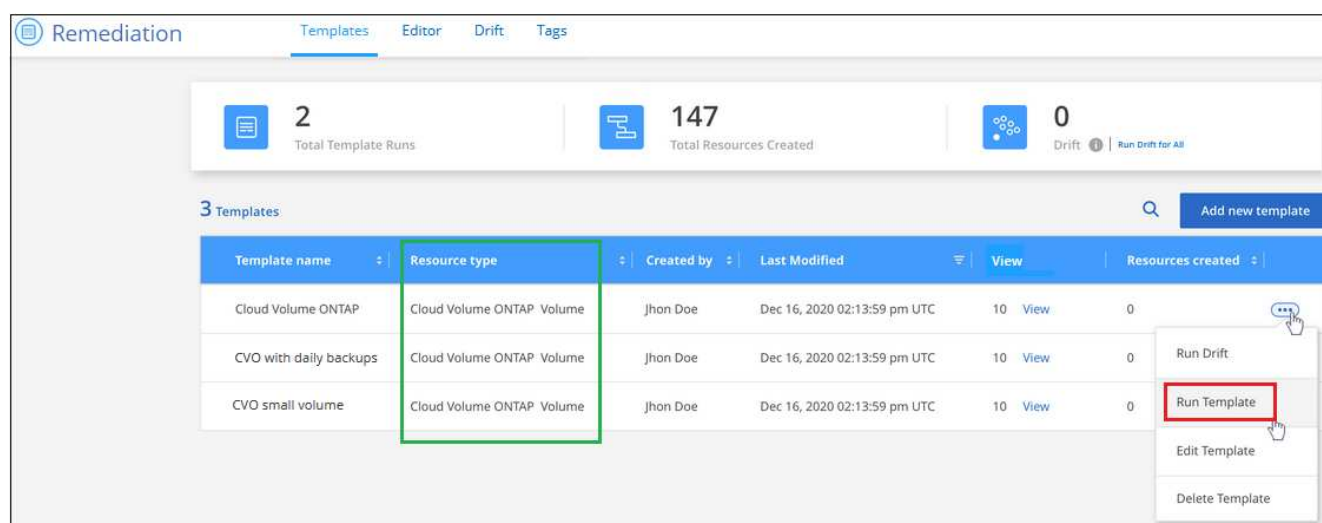 Remediation Templates Editor Drift Tags
2 147 0
Total Template Runs Total Resources Created Drift Run Drift for All
3 Templates Add new template
Template name Resource type Created by Last Modified View Resources created
Cloud Volume ONTAP Cloud Volume ONTAP Volume Jhon Doe Dec 16, 2020 02:13:59 pm UTC 10 View 0
CVO with daily backups Cloud Volume ONTAP Volume Jhon Doe Dec 16, 2020 02:13:59 pm UTC 10 View 0
Run Drift
CVO small volume Cloud Volume ONTAP Volume Jhon Doe Dec 16, 2020 02:13:59 pm UTC 10 View 0
Run Template
Edit Template
Delete Template